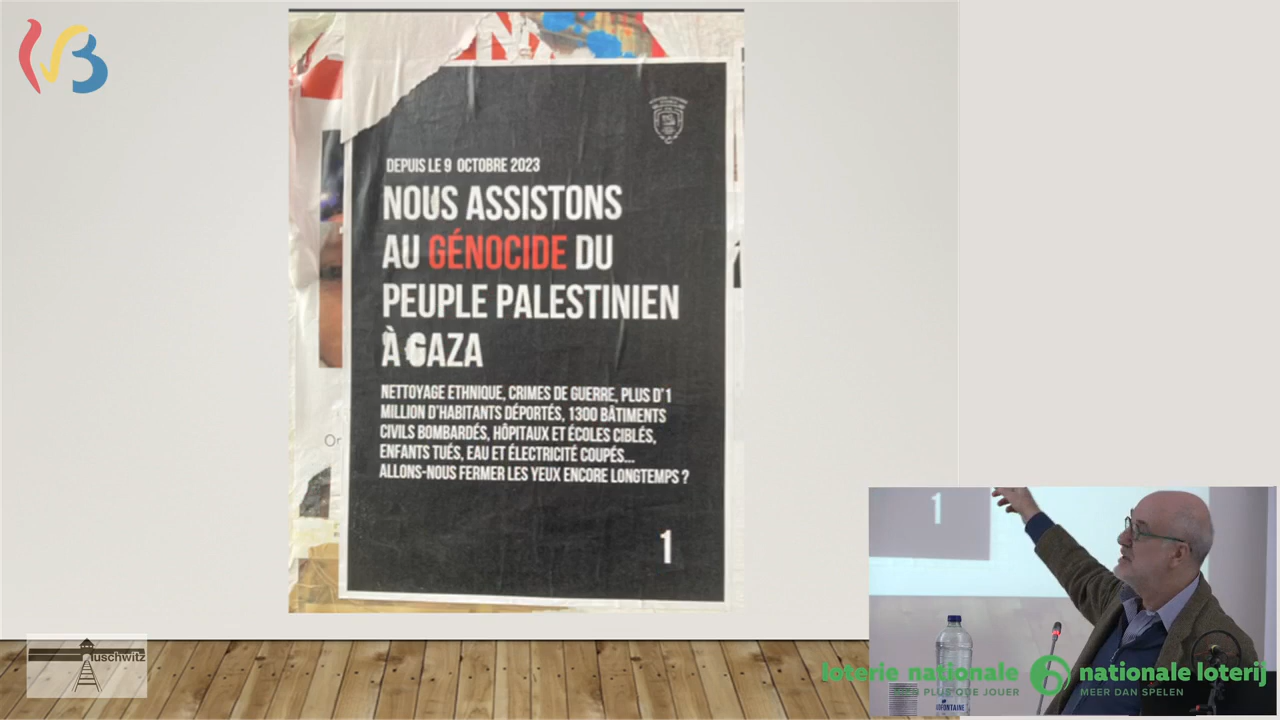 DEPUIS LE 9 OCTOBRE 2023
NOUS ASSISTONS
AU GÉNOCIDE DU
PEUPLE PALESTINIEN
À GAZA
NETTOYAGE ETHNIQUE, CRIMES DE GUERRE, PLUS D'1
MILLION D'HABITANTS DÉPORTÉS, 1300 BÂTIMENTS
CIVILS BOMBARDÉS, HÔPITAUX ET ÉCOLES CIBLÉS,
ENFANTS TUÉS, EAU ET ÉLECTRICITÉ COUPÉS...
ALLONS-NOUS FERMER LES YEUX ENCORE LONGTEMPS ?
1
Or
1
uschwitz
loterie nationale
nationale loterij
PLUS QUE JOUER
MEER DAN SPELEN